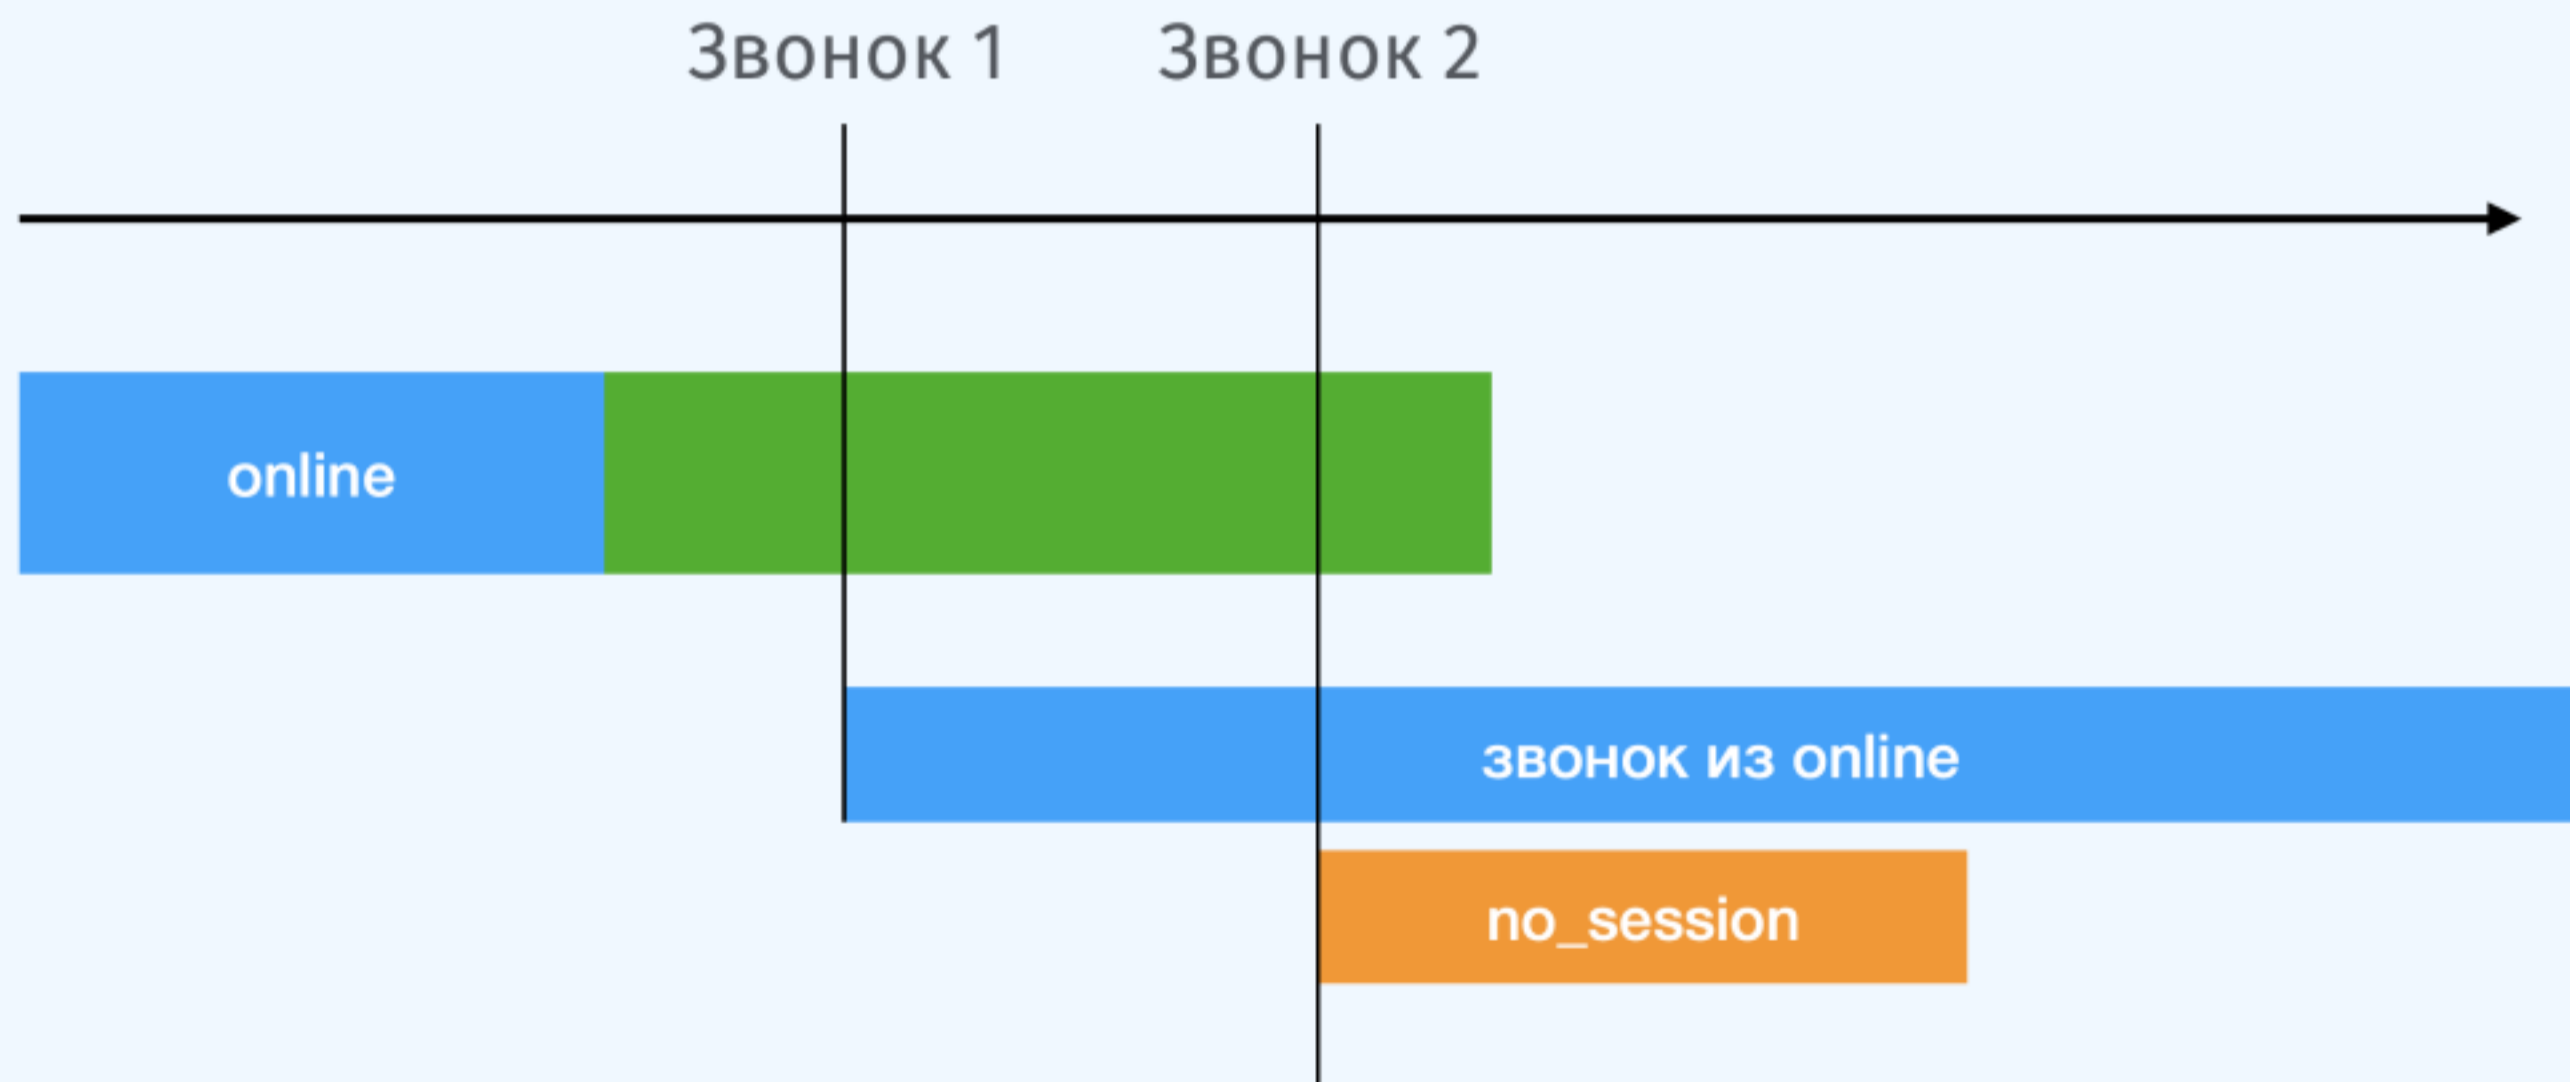 Звонок 1
Звонок 2
online
звонок из online
no_session